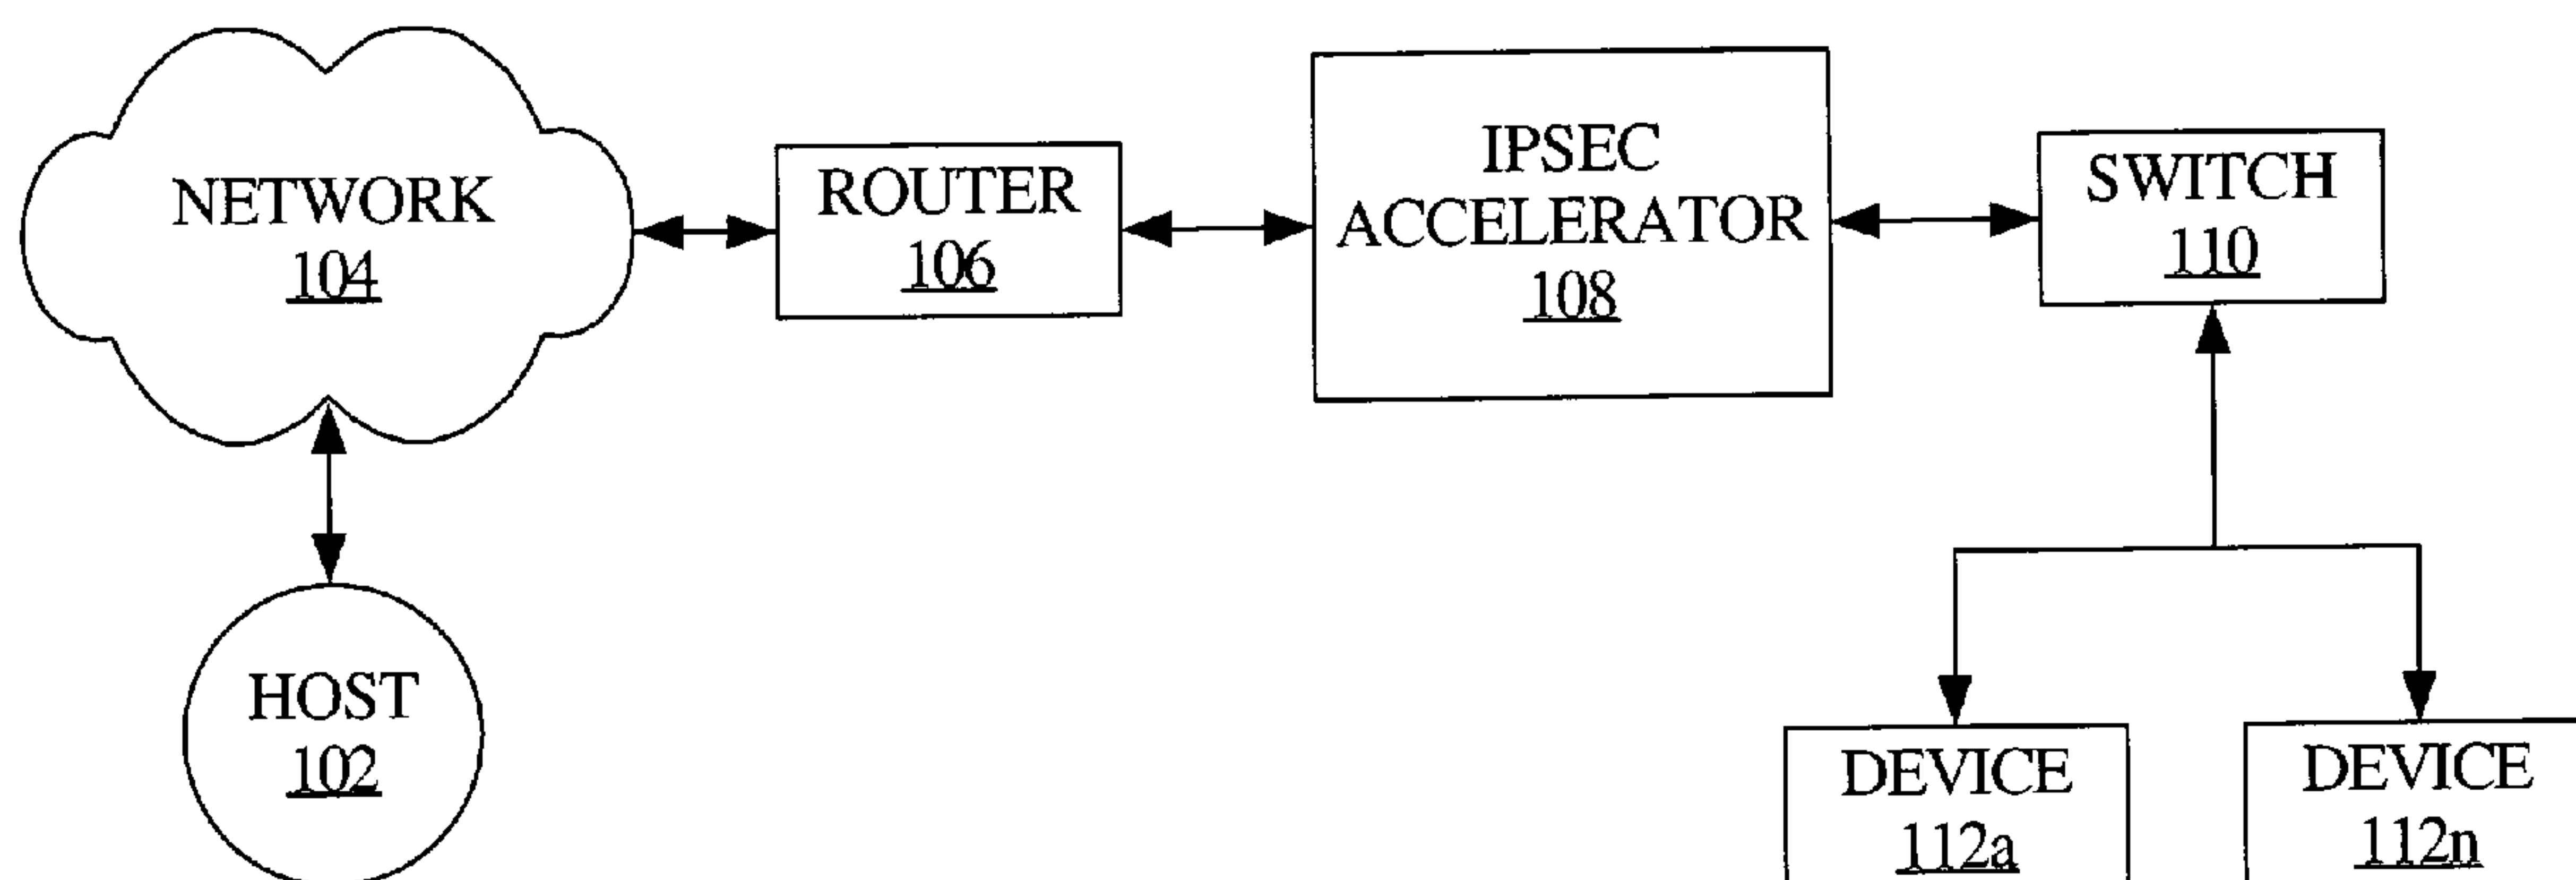 NETWORK
104
ROUTER
106
IPSEC
ACCELERATOR
108
SWITCH
110
HOST
102
DEVICE
112a
DEVICE
112n